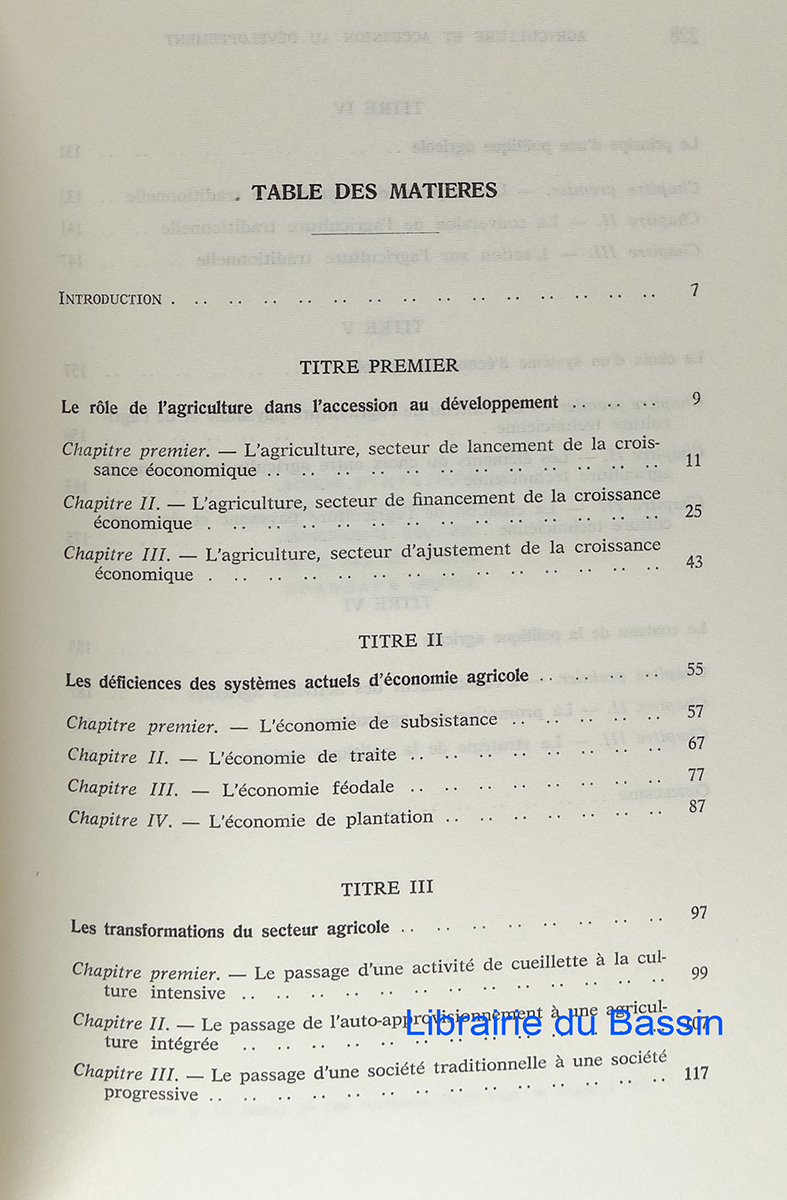 TABLE DES MATIERES
INTRODUCTION . .. .. .. .. .. .. .. .. .. .. .. .. .. .. 7
TITRE PREMIER
Le rôle de l'agriculture dans l'accession au développement .. .. .. 9
Chapitre premier. — L'agriculture, secteur de lancement de la crois-
sance éoconomique .. .. .. .. .. .. .. .. .. .. .. .. 11
Chapitre II. — L'agriculture, secteur de financement de la croissance
économique . .. .. .. .. .. .. .. .. .. .. .. .. .. 25
Chapitre III. — L'agriculture, secteur d'ajustement de la croissance
économique . .. .. .. .. .. .. .. .. .. .. .. .. .. 43
TITRE II
Les déficiences des systèmes actuels d'économie agricole .. .. .. .. 55
Chapitre premier. — L'économie de subsistance .. .. .. .. .. 57
Chapitre II. — L'économie de traite .. .. .. .. .. .. .. .. 67
Chapitre III. — L'économie féodale .. .. .. .. .. .. .. .. 77
Chapitre IV. — L'économie de plantation .. .. .. .. .. .. .. 87
TITRE III
Les transformations du secteur agricole .. .. .. .. .. .. .. .. 97
Chapitre premier. — Le passage d'une activité de cueillette à la cul-
ture intensive .. .. .. .. .. .. .. .. .. .. .. .. .. 99
Chapitre II. — Le passage de l'auto-approvisionnement à une agricul-
ture intégrée .. .. .. .. .. .. .. .. .. .. .. .. .. 107
Librairie du Bassin
Chapitre III. — Le passage d'une société traditionnelle à une société
progressive .. .. .. .. .. .. .. .. .. .. .. .. .. .. 117